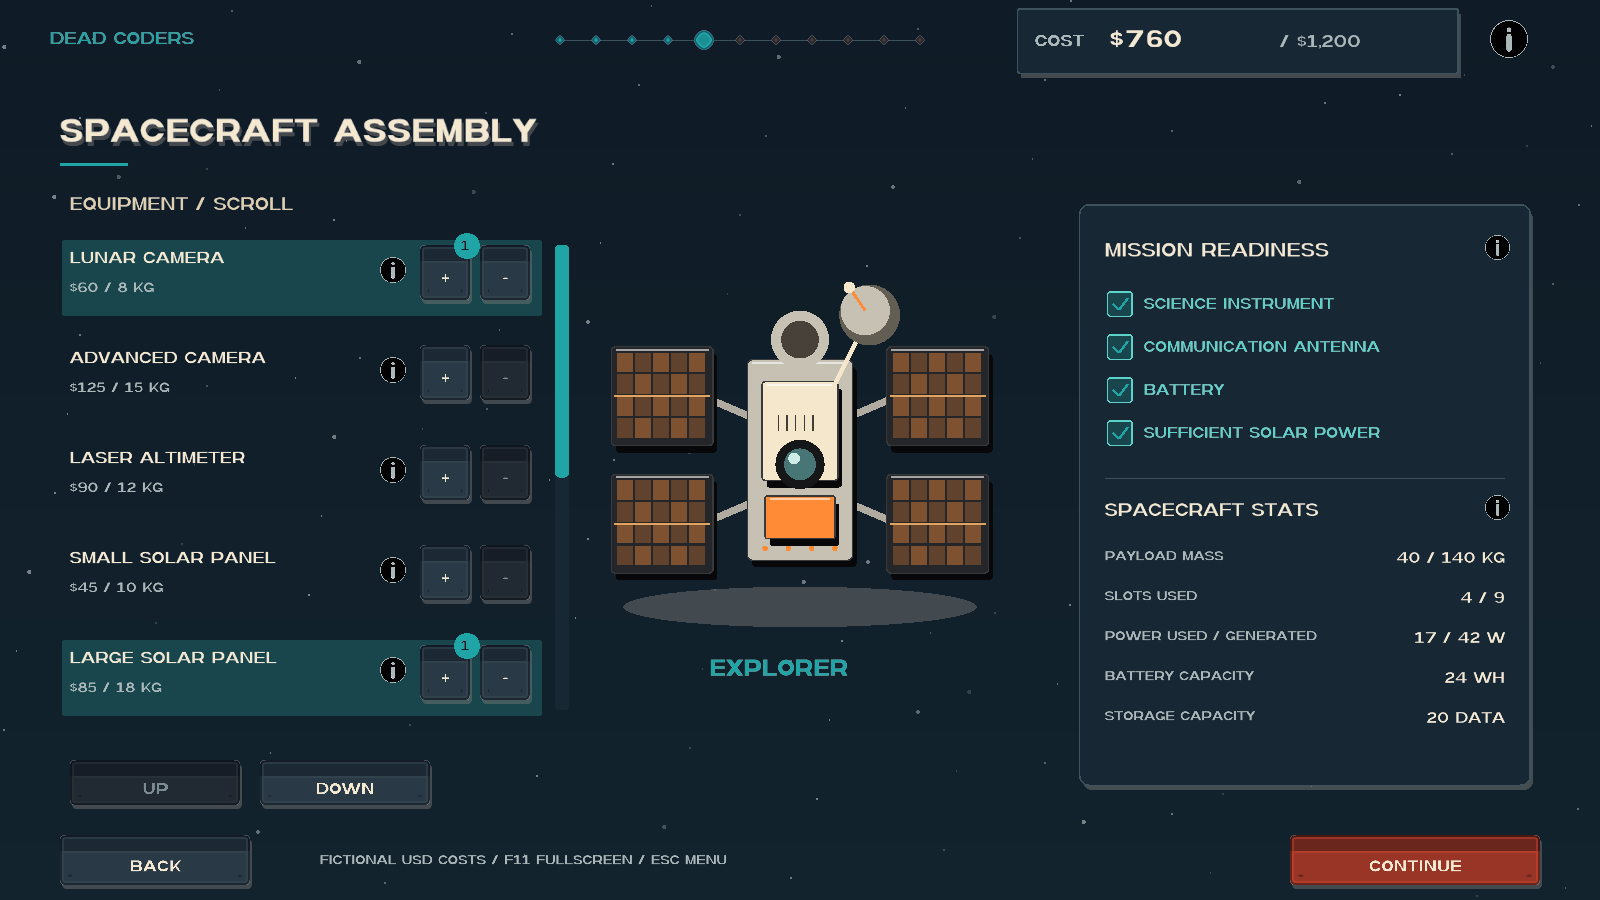 DEAD CODERS
COST $760 / $1,200
SPACECRAFT ASSEMBLY
EQUIPMENT / SCROLL
LUNAR CAMERA
$60 / 8 KG
1
+ -
ADVANCED CAMERA
$125 / 15 KG
+ -
LASER ALTIMETER
$90 / 12 KG
+ -
SMALL SOLAR PANEL
$45 / 10 KG
+ -
LARGE SOLAR PANEL
$85 / 18 KG
1
+ -
UP DOWN
BACK
FICTIONAL USD COSTS / F11 FULLSCREEN / ESC MENU
EXPLORER
MISSION READINESS
SCIENCE INSTRUMENT
COMMUNICATION ANTENNA
BATTERY
SUFFICIENT SOLAR POWER
SPACECRAFT STATS
PAYLOAD MASS 40 / 140 KG
SLOTS USED 4 / 9
POWER USED / GENERATED 17 / 42 W
BATTERY CAPACITY 24 WH
STORAGE CAPACITY 20 DATA
CONTINUE